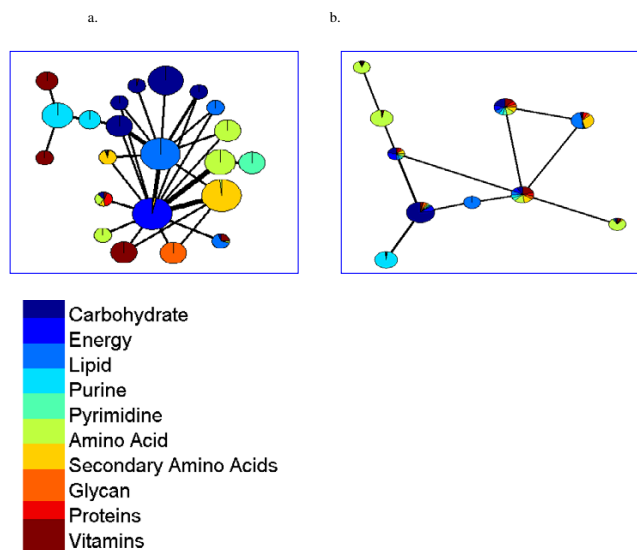 a.
b.
Carbohydrate
Energy
Lipid
Purine
Pyrimidine
Amino Acid
Secondary Amino Acids
Glycan
Proteins
Vitamins